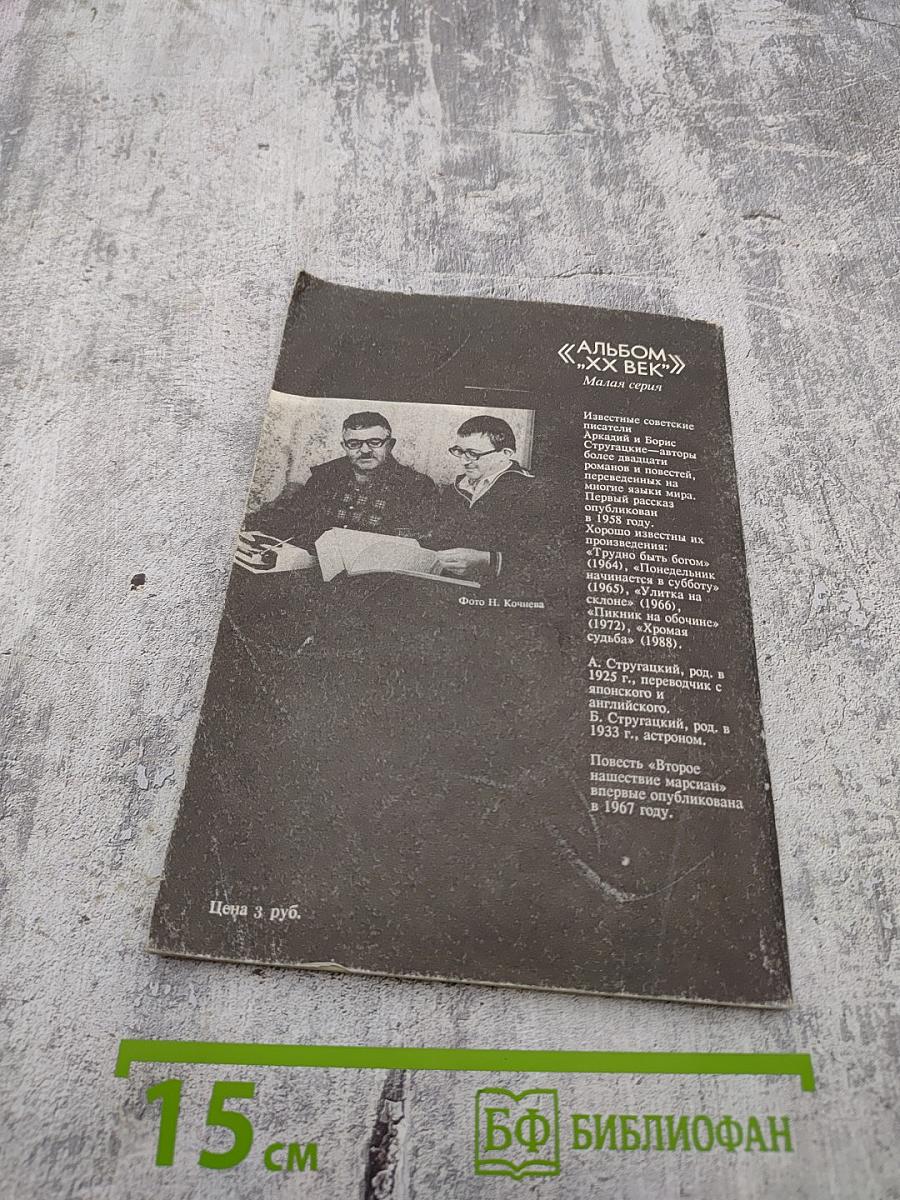 «АЛЬБОМ
„XX ВЕК”»
Малая серия
Известные советские
писатели
Аркадий и Борис
Стругацкие—авторы
более двадцати
романов и повестей,
переведенных на
многие языки мира.
Первый рассказ
опубликован
в 1958 году.
Хорошо известны их
произведения:
«Трудно быть богом»
(1964), «Понедельник
начинается в субботу»
(1965), «Улитка на
склоне» (1966),
«Пикник на обочине»
(1972), «Хромая
судьба» (1988).
А. Стругацкий, род. в
1925 г., переводчик с
японского и
английского.
Б. Стругацкий, род. в
1933 г., астроном.
Повесть «Второе
нашествие марсиан»
впервые опубликована
в 1967 году.
Фото Н. Кочнева
Цена 3 руб.
15 см
БФ БИБЛИОФАН